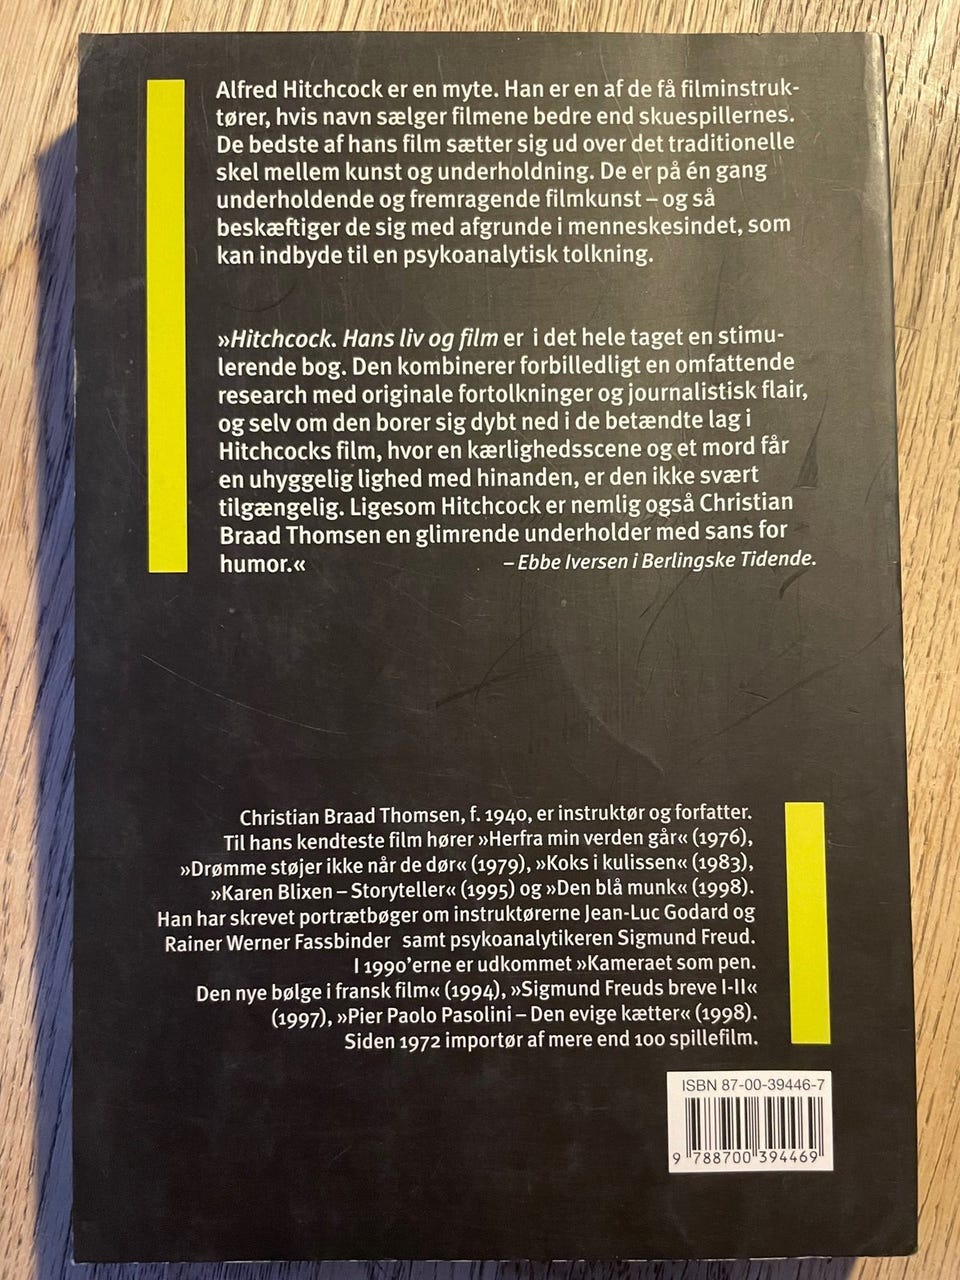 Alfred Hitchcock er en myte. Han er en af de få filminstruk-
tører, hvis navn sælger filmene bedre end skuespillernes.
De bedste af hans film sætter sig ud over det traditionelle
skel mellem kunst og underholdning. De er på én gang
underholdende og fremragende filmkunst – og så
beskæftiger de sig med afgrunde i menneskesindet, som
kan indbyde til en psykoanalytisk tolkning.
»Hitchcock. Hans liv og film er i det hele taget en stimu-
lerende bog. Den kombinerer forbilledligt en omfattende
research med originale fortolkninger og journalistisk flair,
og selv om den borer sig dybt ned i de betændte lag i
Hitchcocks film, hvor en kærlighedsscene og et mord får
en uhyggelig lighed med hinanden, er den ikke svært
tilgængelig. Ligesom Hitchcock er nemlig også Christian
Braad Thomsen en glimrende underholder med sans for
humor.« – Ebbe Iversen i Berlingske Tidende.
Christian Braad Thomsen, f. 1940, er instruktør og forfatter.
Til hans kendteste film hører »Herfra min verden går« (1976),
»Drømme støjer ikke når de dør« (1979), »Koks i kulissen« (1983),
»Karen Blixen – Storyteller« (1995) og »Den blå munk« (1998).
Han har skrevet portrætbøger om instruktørerne Jean-Luc Godard og
Rainer Werner Fassbinder samt psykoanalytikeren Sigmund Freud.
I 1990'erne er udkommet »Kameraet som pen.
Den nye bølge i fransk film« (1994), »Sigmund Freuds breve I-II«
(1997), »Pier Paolo Pasolini – Den evige kætter« (1998).
Siden 1972 importør af mere end 100 spillefilm.
ISBN 87-00-39446-7
9 788700 394469